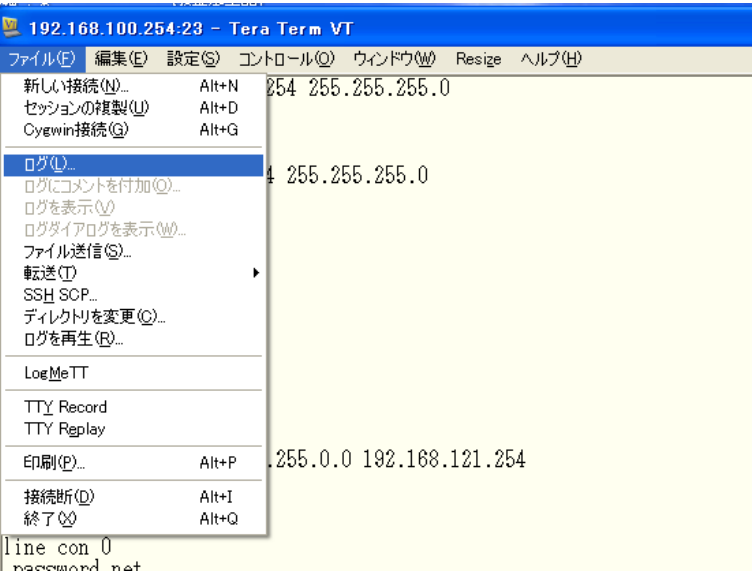 192.168.100.254:23 - Tera Term VT
ファイル(F) 編集(E) 設定(S) コントロール(O) ウィンドウ(W) Resize ヘルプ(H)
新しい接続(N)... Alt+N
254 255.255.255.0
セッションの複製(U) Alt+D
Cygwin接続(G) Alt+G
ログ(L)...
4 255.255.255.0
ログにコメントを付加(O)...
ログを表示(V)
ログダイアログを表示(W)...
ファイル送信(S)...
転送(T)
SSH SCP...
ディレクトリを変更(C)...
ログを再生(R)...
LogMeTT
TTY Record
TTY Replay
印刷(P)... Alt+P
.255.0.0 192.168.121.254
接続断(D) Alt+I
終了(X) Alt+Q
line con 0
password net